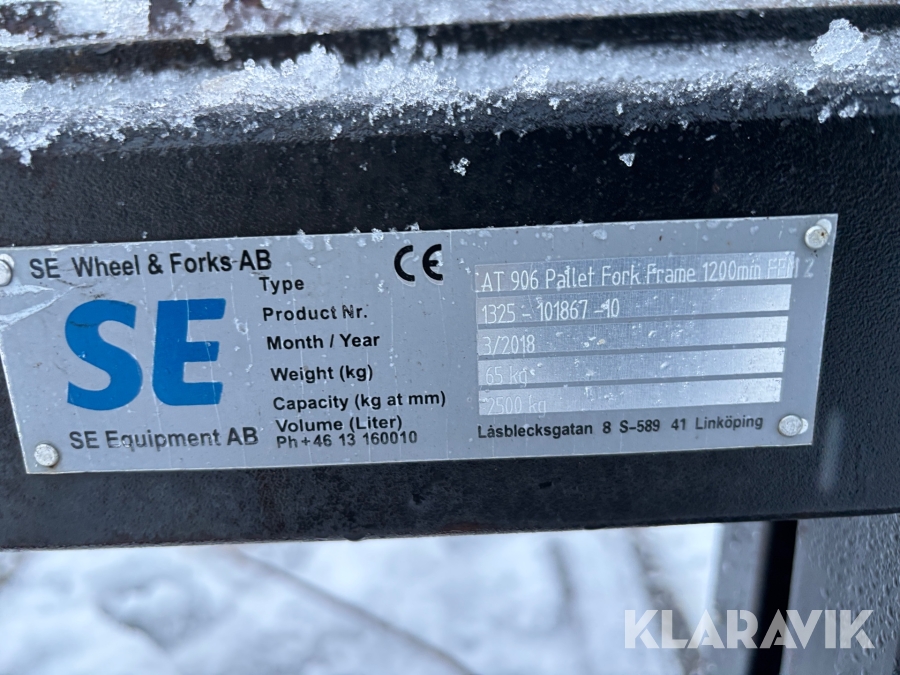 SE Wheel & Forks AB
CE
SE
SE Equipment AB
Type AT 906 Pallet Fork Frame 1200mm
Product Nr. 1325-101867-10
Month / Year 3/2018
Weight (kg) 65 kg
Capacity (kg at mm) 2500 kg
Volume (Liter)
Ph+46 13 160010
Låsblecksgatan 8 S-589 41 Linköping
KLARAVIK